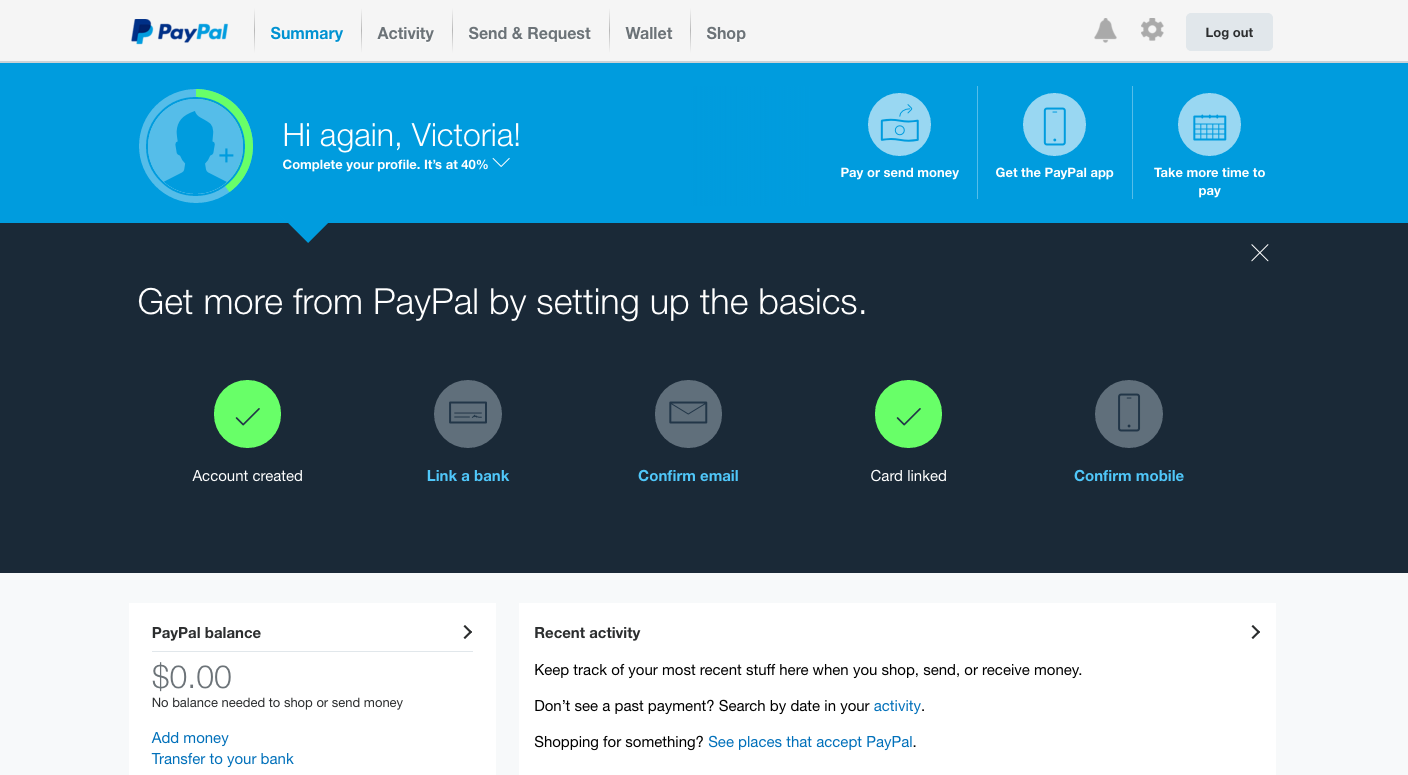 PayPal
Summary
Activity
Send & Request
Wallet
Shop
Log out
Hi again, Victoria!
Complete your profile. It's at 40%
Pay or send money
Get the PayPal app
Take more time to
pay
Get more from PayPal by setting up the basics.
Account created
Link a bank
Confirm email
Card linked
Confirm mobile
PayPal balance
$0.00
No balance needed to shop or send money
Add money
Transfer to your bank
Recent activity
Keep track of your most recent stuff here when you shop, send, or receive money.
Don't see a past payment? Search by date in your activity.
Shopping for something? See places that accept PayPal.